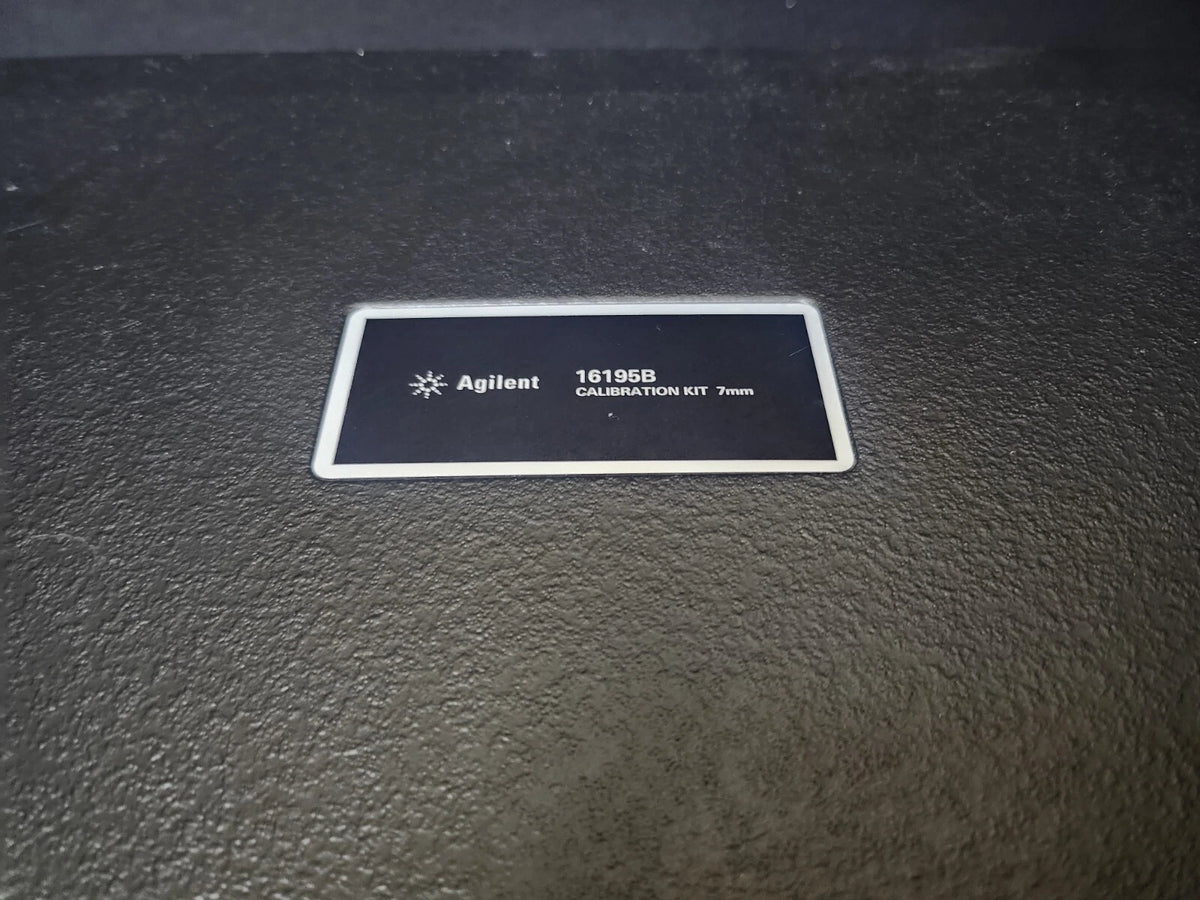 Agilent
16195B
CALIBRATION KIT 7mm